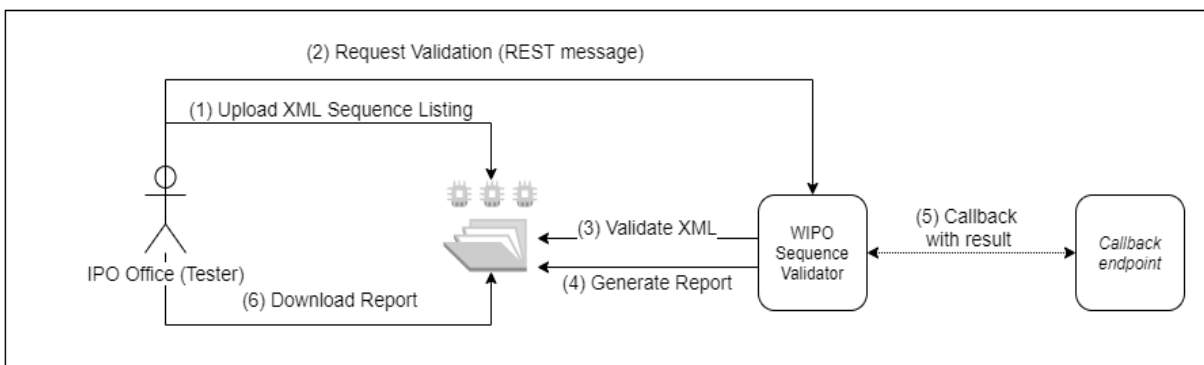 (2) Request Validation (REST message)
(1) Upload XML Sequence Listing
(3) Validate XML
(4) Generate Report
WIPO
Sequence
Validator
(5) Callback
with result
Callback
endpoint
IPO Office (Tester)
(6) Download Report